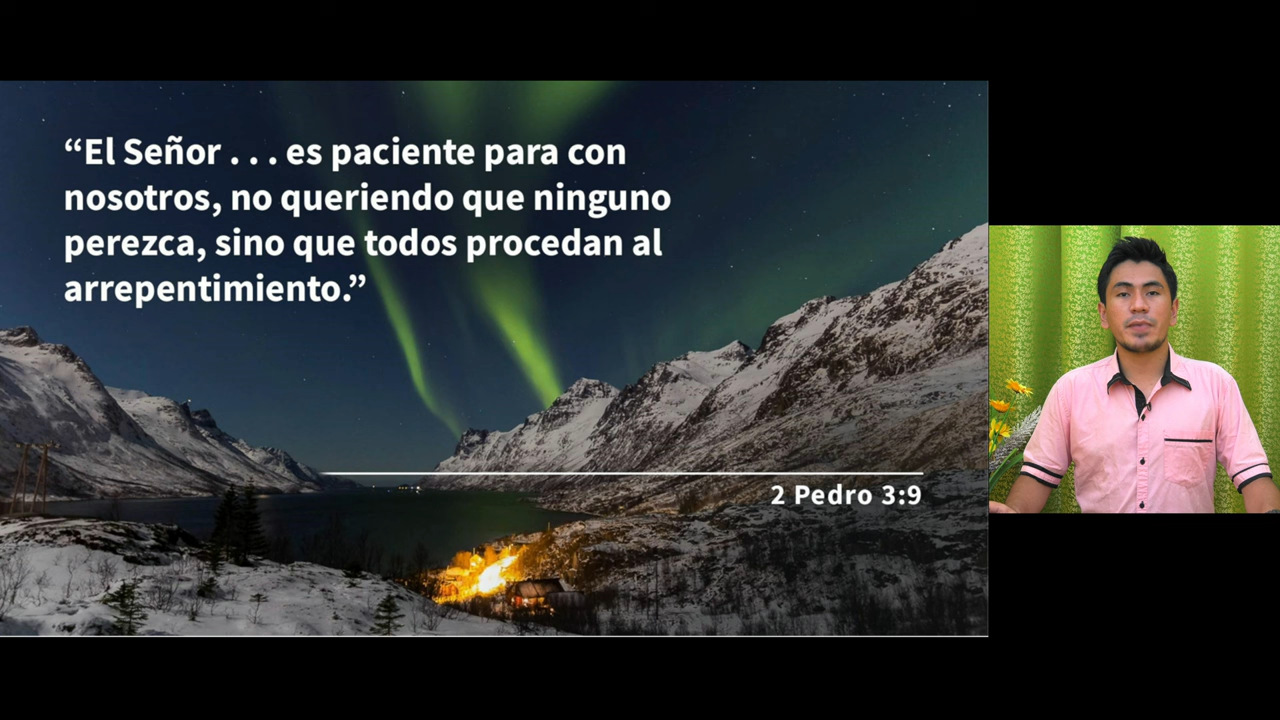 “El Señor . . . es paciente para con
nosotros, no queriendo que ninguno
perezca, sino que todos procedan al
arrepentimiento.”
2 Pedro 3:9